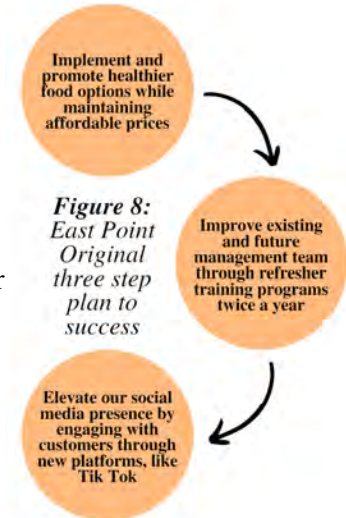 Implement and
promote healthier
food options while
maintaining
affordable prices
Figure 8:
East Point
Original
three step
plan to
success
r
Improve existing
and future
management team
through refresher
training programs
twice a year
Elevate our social
media presence by
engaging with
customers through
new platforms, like
Tik Tok